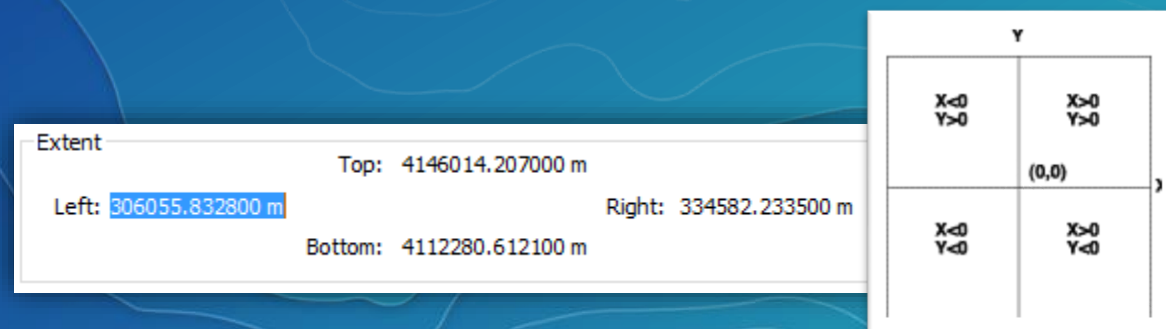 Extent
Top: 4146014.207000 m
Left: 306055.832800 m Right: 334582.233500 m
Bottom: 4112280.612100 m
Y
X<0 X>0
Y>0 Y>0
(0,0)
X<0 X>0
Y<0 Y<0